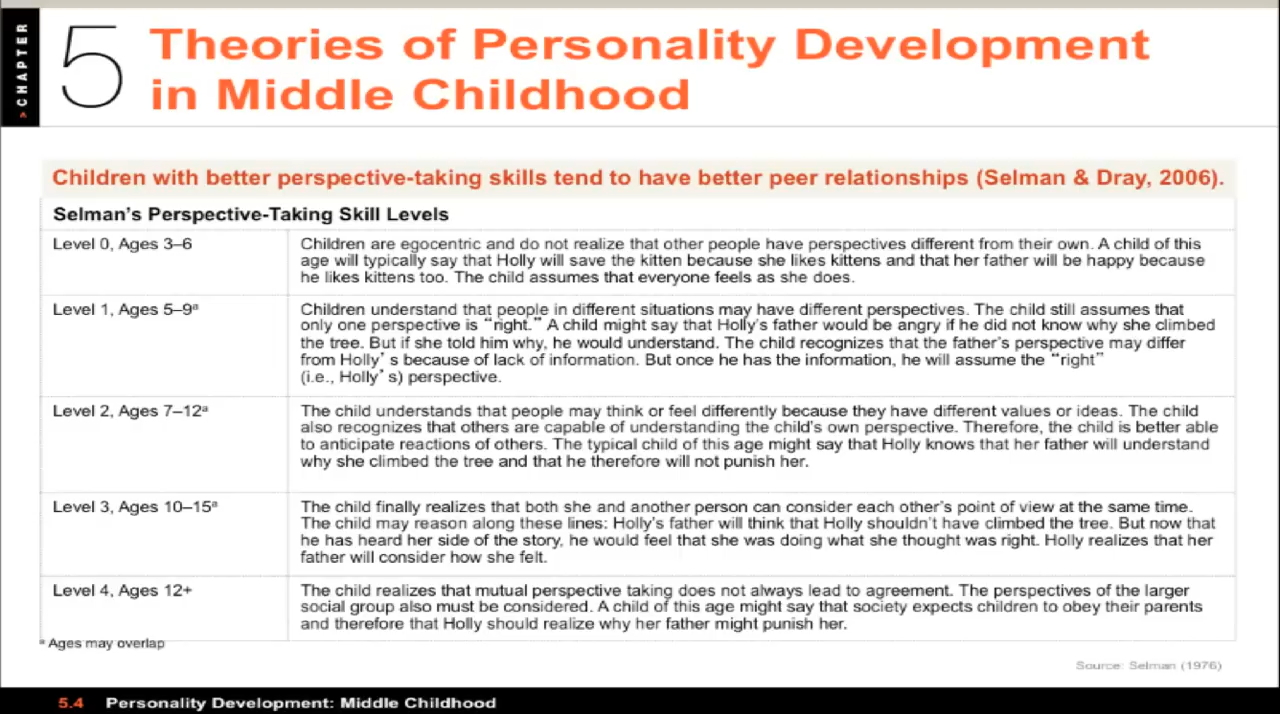 > CHAPTER
5
Theories of Personality Development
in Middle Childhood
Children with better perspective-taking skills tend to have better peer relationships (Selman & Dray, 2006).
Selman's Perspective-Taking Skill Levels
Level 0, Ages 3–6
Children are egocentric and do not realize that other people have perspectives different from their own. A child of this
age will typically say that Holly will save the kitten because she likes kittens and that her father will be happy because
he likes kittens too. The child assumes that everyone feels as she does.
Level 1, Ages 5–9ᵃ
Children understand that people in different situations may have different perspectives. The child still assumes that
only one perspective is “right.” A child might say that Holly's father would be angry if he did not know why she climbed
the tree. But if she told him why, he would understand. The child recognizes that the father's perspective may differ
from Holly's because of lack of information. But once he has the information, he will assume the “right”
(i.e., Holly's) perspective.
Level 2, Ages 7–12ᵃ
The child understands that people may think or feel differently because they have different values or ideas. The child
also recognizes that others are capable of understanding the child's own perspective. Therefore, the child is better able
to anticipate reactions of others. The typical child of this age might say that Holly knows that her father will understand
why she climbed the tree and that he therefore will not punish her.
Level 3, Ages 10–15ᵃ
The child finally realizes that both she and another person can consider each other's point of view at the same time.
The child may reason along these lines: Holly's father will think that Holly shouldn't have climbed the tree. But now that
he has heard her side of the story, he would feel that she was doing what she thought was right. Holly realizes that her
father will consider how she felt.
Level 4, Ages 12+
The child realizes that mutual perspective taking does not always lead to agreement. The perspectives of the larger
social group also must be considered. A child of this age might say that society expects children to obey their parents
and therefore that Holly should realize why her father might punish her.
ᵃ Ages may overlap
Source: Selman (1976)
5.4 Personality Development: Middle Childhood